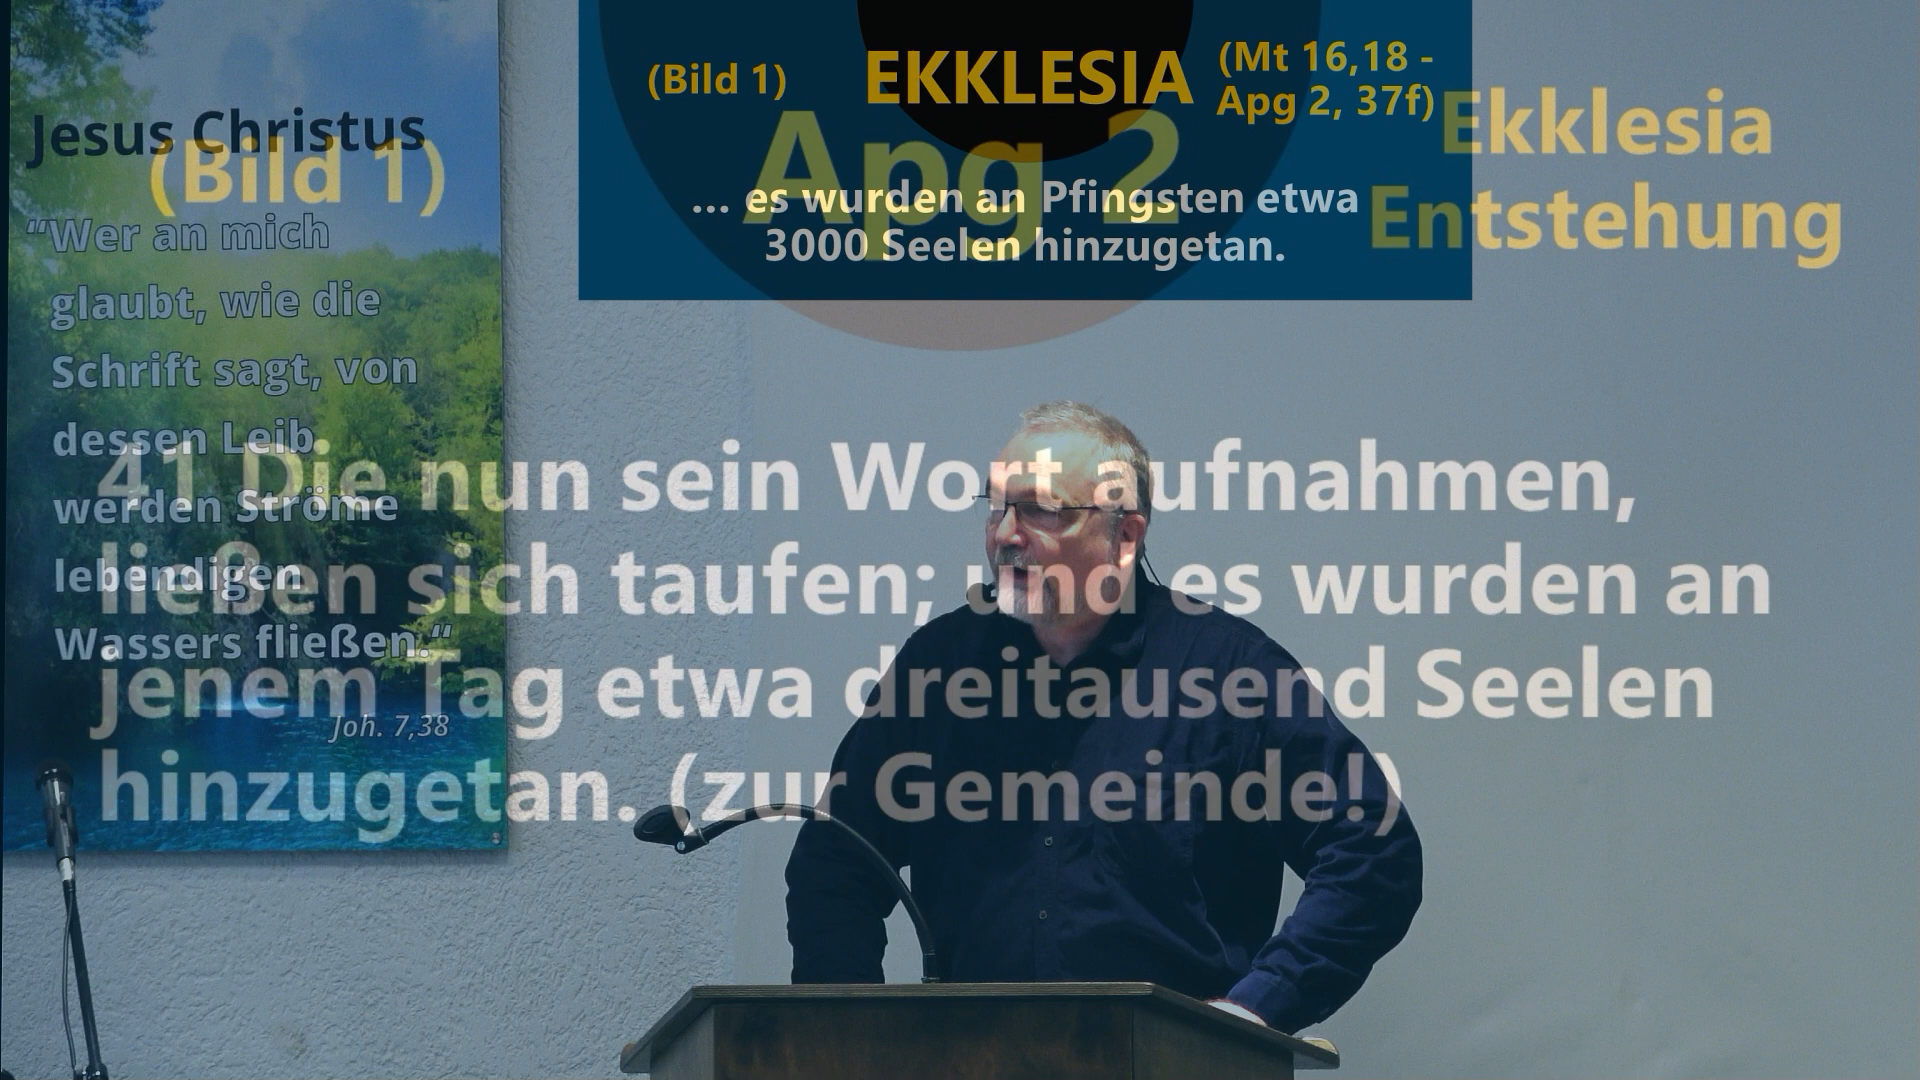 (Bild 1)
EKKLESIA
(Mt 16,18 -
Apg 2, 37f)
... es wurden an Pfingsten etwa
3000 Seelen hinzugetan.
Jesus Christus
“Wer an mich
glaubt, wie die
Schrift sagt, von
dessen Leib
werden Ströme
lebendigen
Wassers fließen.“
Joh. 7,38
(Bild 1)
Apg 2
Ekklesia
Entstehung
41 Die nun sein Wort aufnahmen,
ließen sich taufen; und es wurden an
jenem Tag etwa dreitausend Seelen
hinzugetan. (zur Gemeinde!)